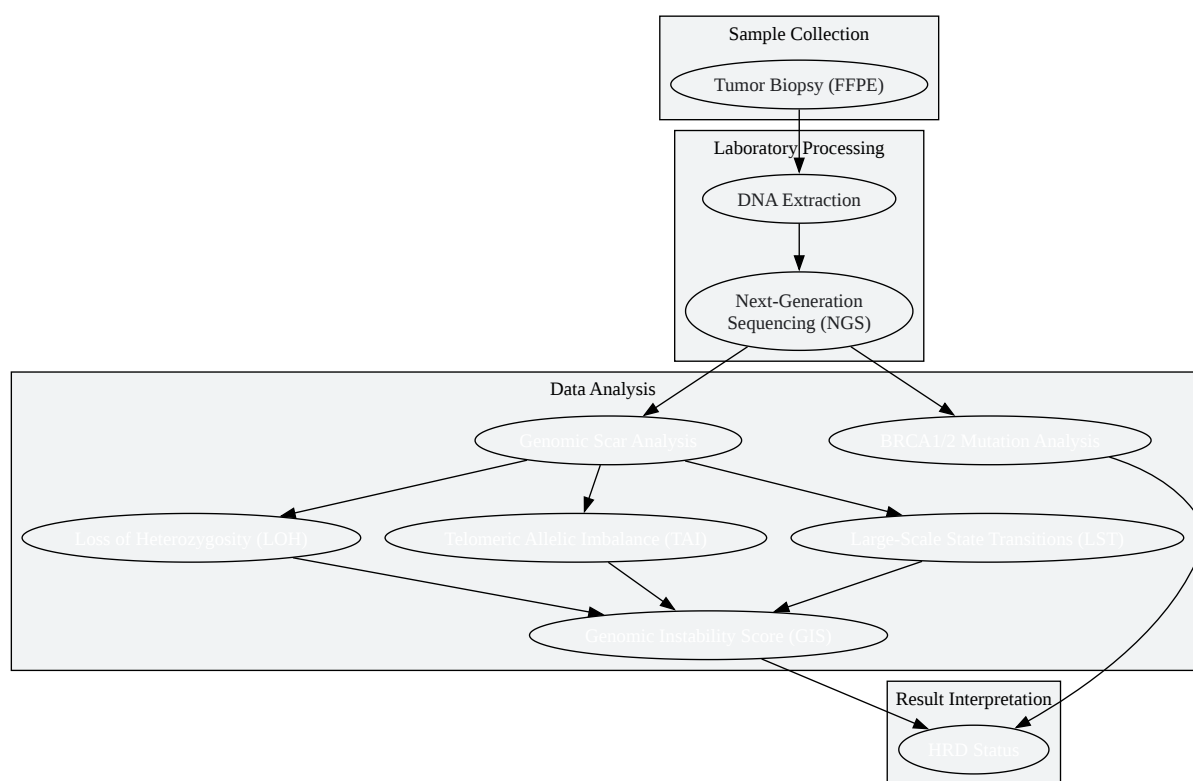 Sample Collection
Tumor Biopsy (FFPE)
Laboratory Processing
DNA Extraction
Next-Generation
Sequencing (NGS)
Data Analysis
Genomic Scar Analysis
BRCA1/2 Mutation Analysis
Loss of Heterozygosity (LOH)
Telomeric Allelic Imbalance (TAI)
Large-Scale State Transitions (LST)
Genomic Instability Score (GIS)
Result Interpretation
HRD Status